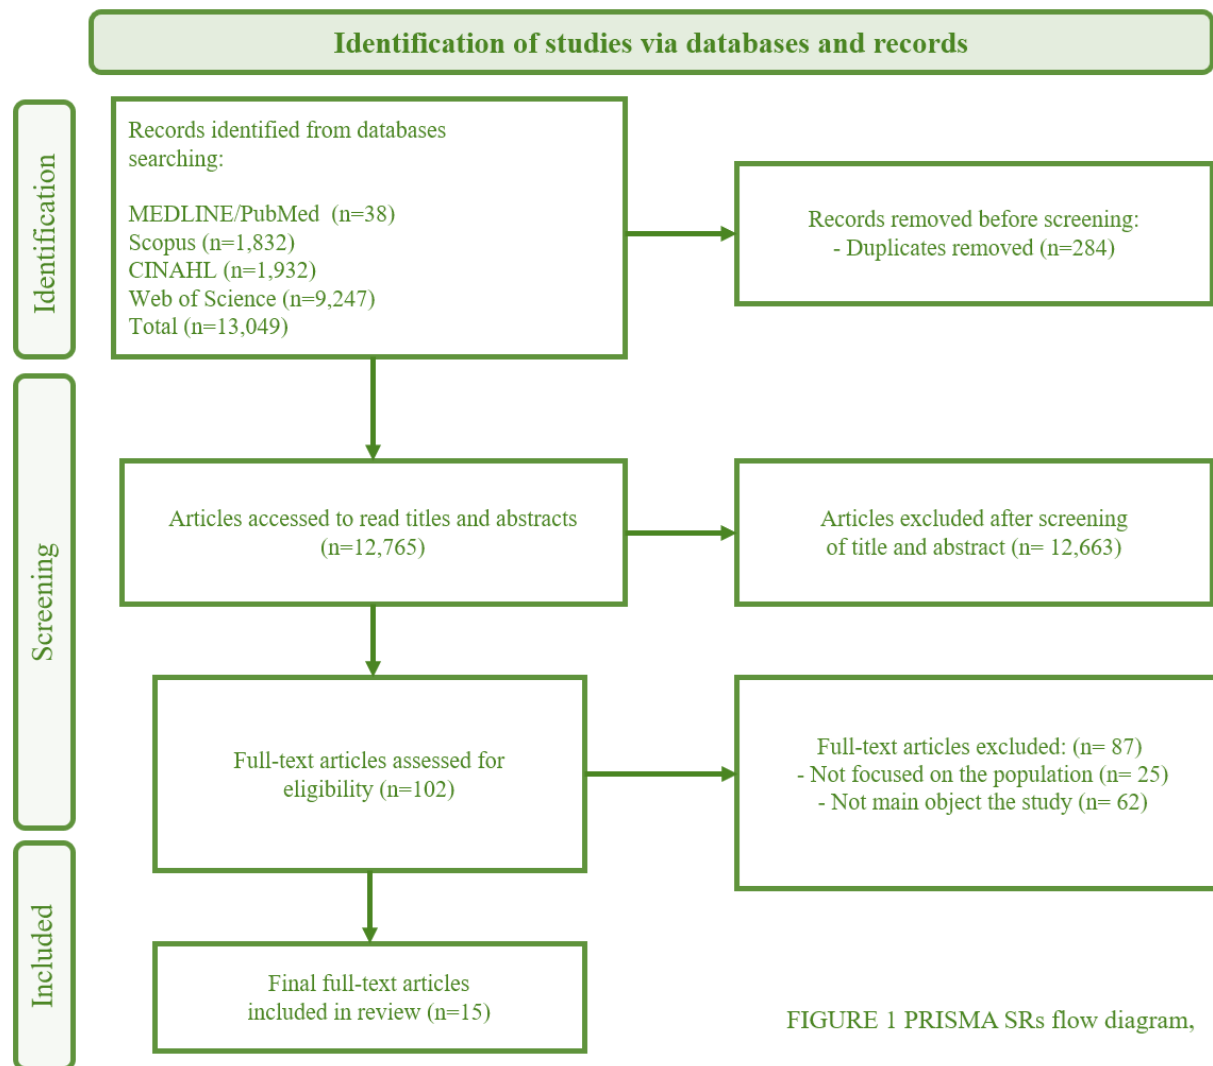 Identification of studies via databases and records
Identification
Records identified from databases
searching:
MEDLINE/PubMed (n=38)
Scopus (n=1,832)
CINAHL (n=1,932)
Web of Science (n=9,247)
Total (n=13,049)
Records removed before screening:
- Duplicates removed (n=284)
Screening
Articles accessed to read titles and abstracts
(n=12,765)
Articles excluded after screening
of title and abstract (n= 12,663)
Full-text articles assessed for
eligibility (n=102)
Full-text articles excluded: (n= 87)
- Not focused on the population (n= 25)
- Not main object the study (n= 62)
Included
Final full-text articles
included in review (n=15)
FIGURE 1 PRISMA SRs flow diagram,